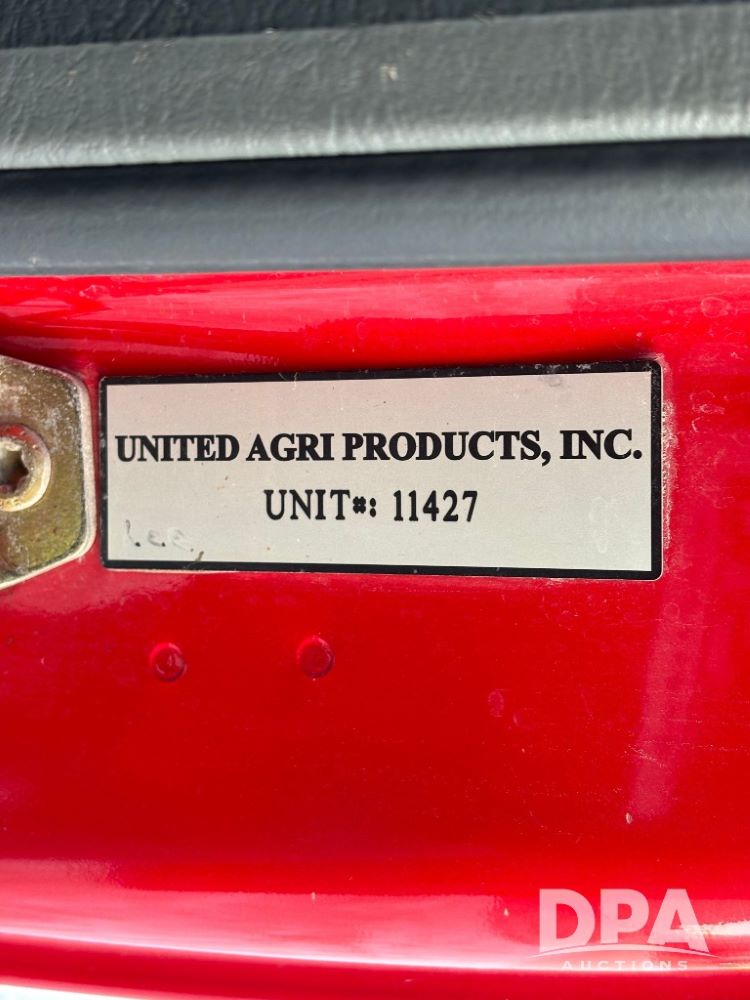 UNITED AGRI PRODUCTS, INC.
UNIT#: 11427
DPA
AUCTIONS